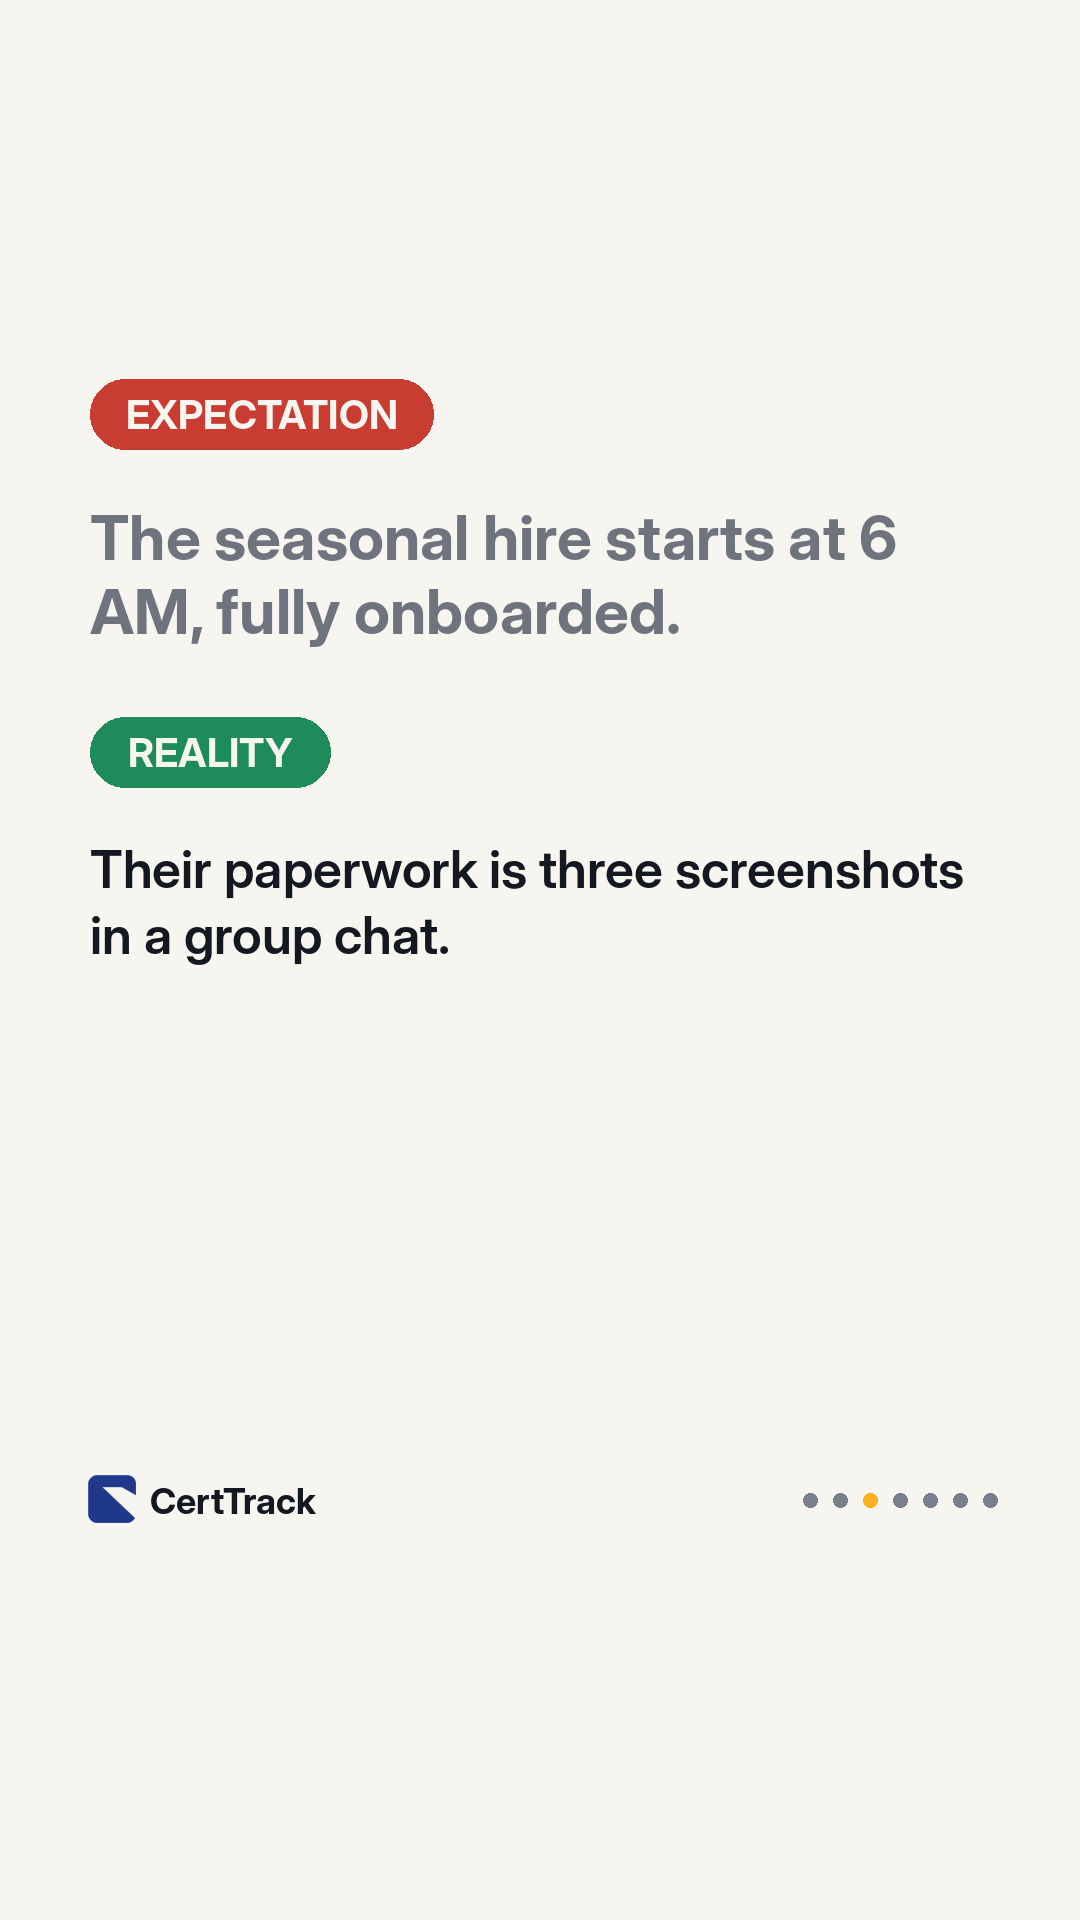 EXPECTATION
The seasonal hire starts at 6
AM, fully onboarded.
REALITY
Their paperwork is three screenshots
in a group chat.
CertTrack